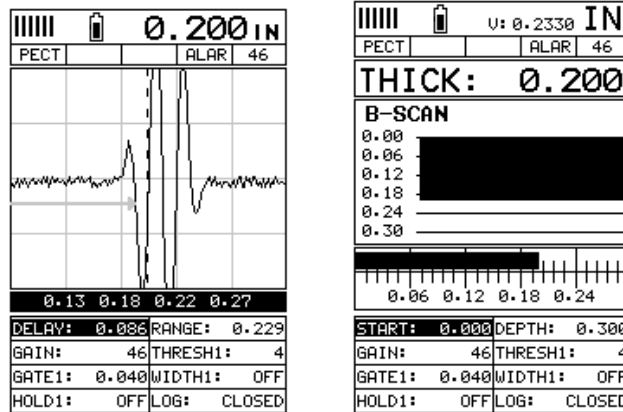 0.200 IN
PECT ALAR 46
0.13 0.18 0.22 0.27
DELAY: 0.086 RANGE: 0.229
GAIN: 46 THRESH1: 4
GATE1: 0.040 WIDTH1: OFF
HOLD1: OFF LOG: CLOSED
V: 0.2330 IN
PECT ALAR 46
THICK: 0.200
B-SCAN
0.00
0.06
0.12
0.18
0.24
0.30
0.06 0.12 0.18 0.24
START: 0.000 DEPTH: 0.300
GAIN: 46 THRESH1: 4
GATE1: 0.040 WIDTH1: OFF
HOLD1: OFF LOG: CLOSED